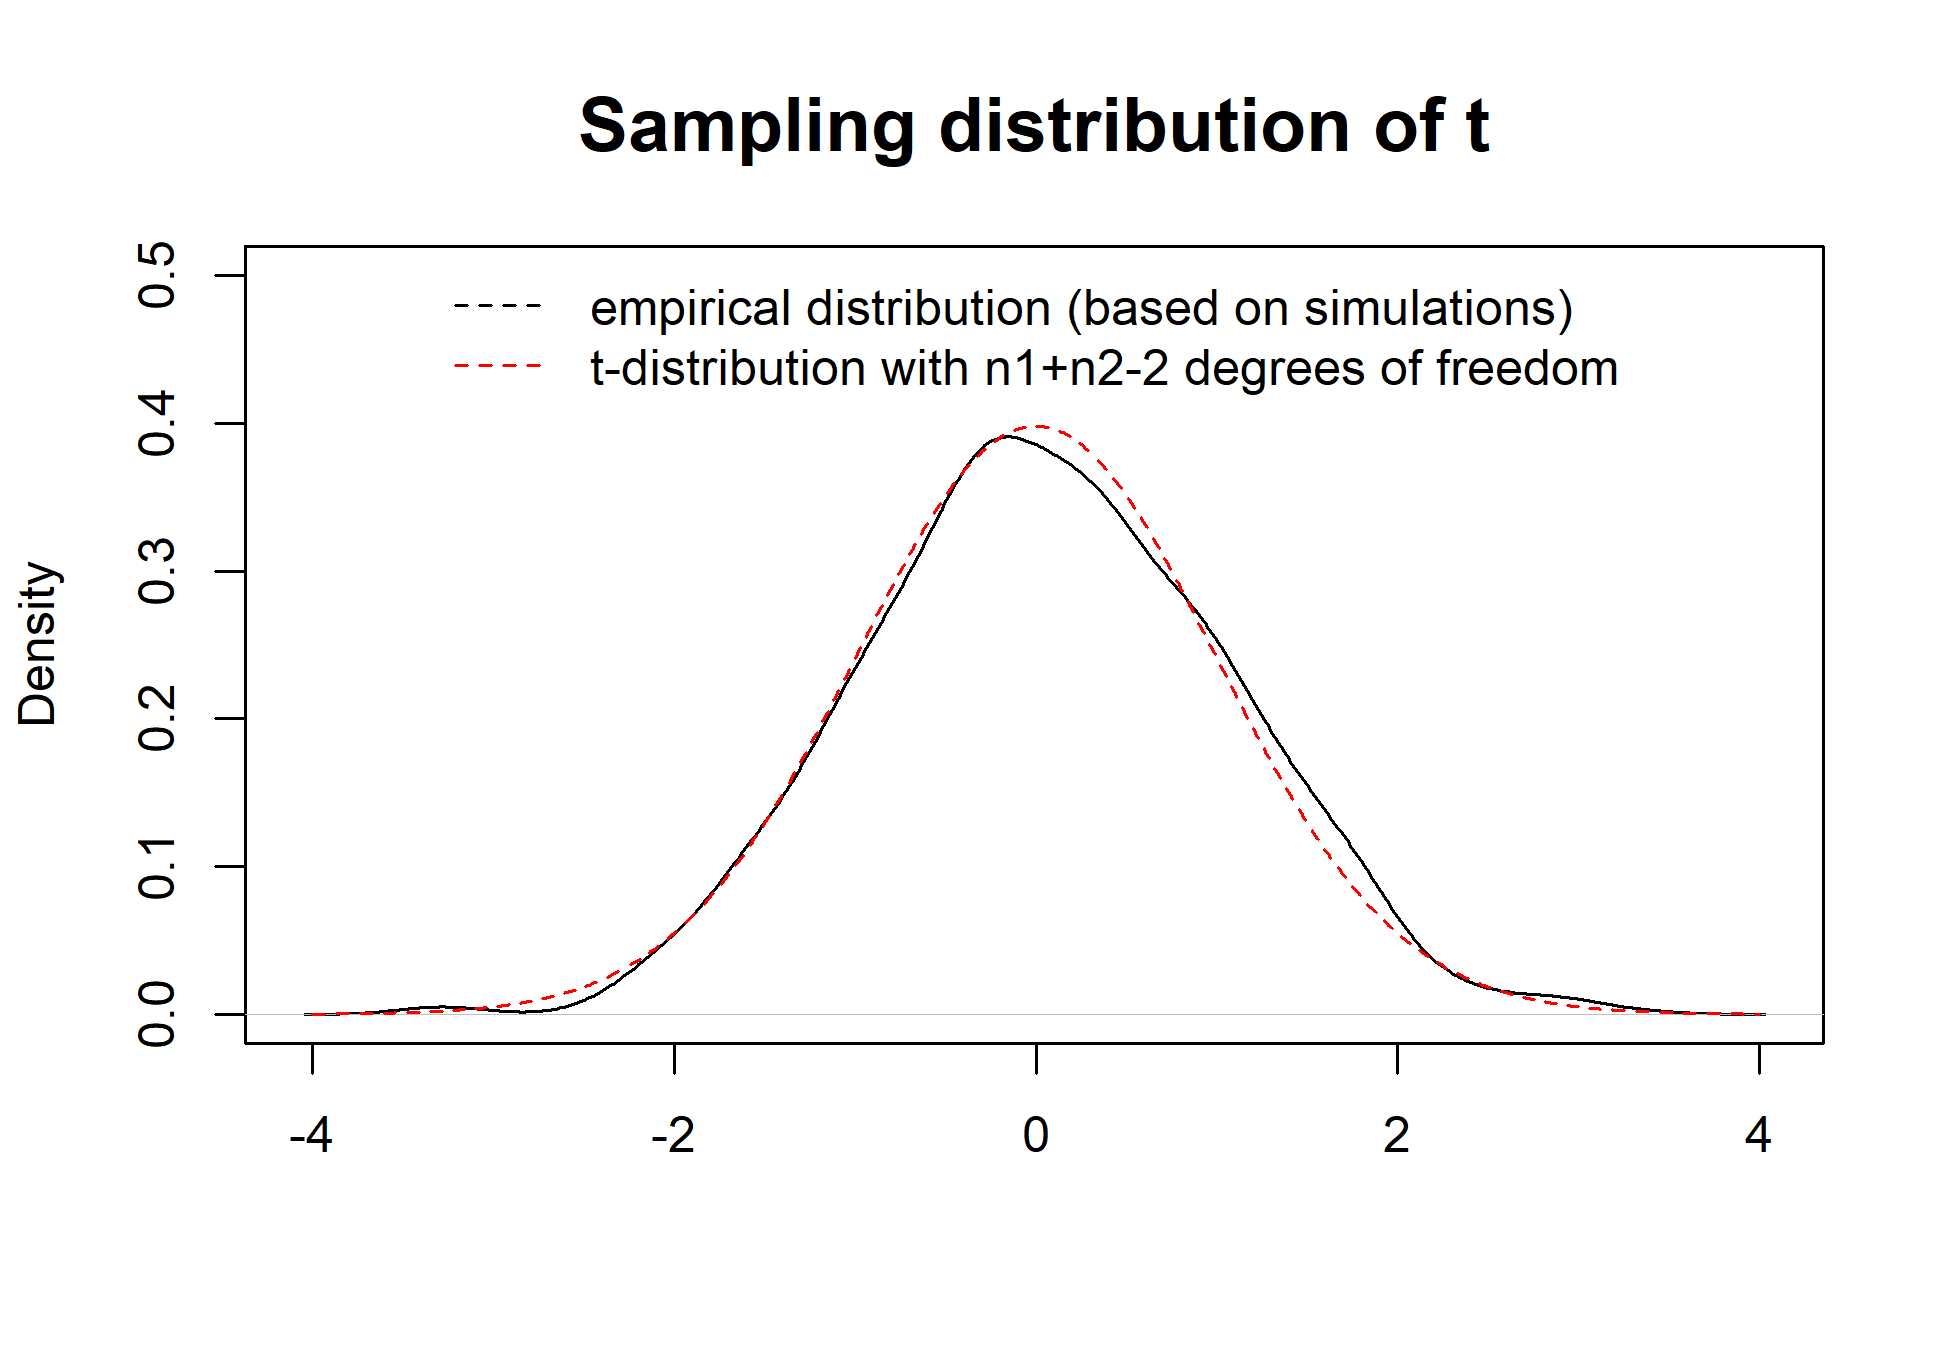 Sampling distribution of t
empirical distribution (based on simulations)
t-distribution with n1+n2-2 degrees of freedom
Density
0.5
0.4
0.3
0.2
0.1
0.0
-4 -2 0 2 4